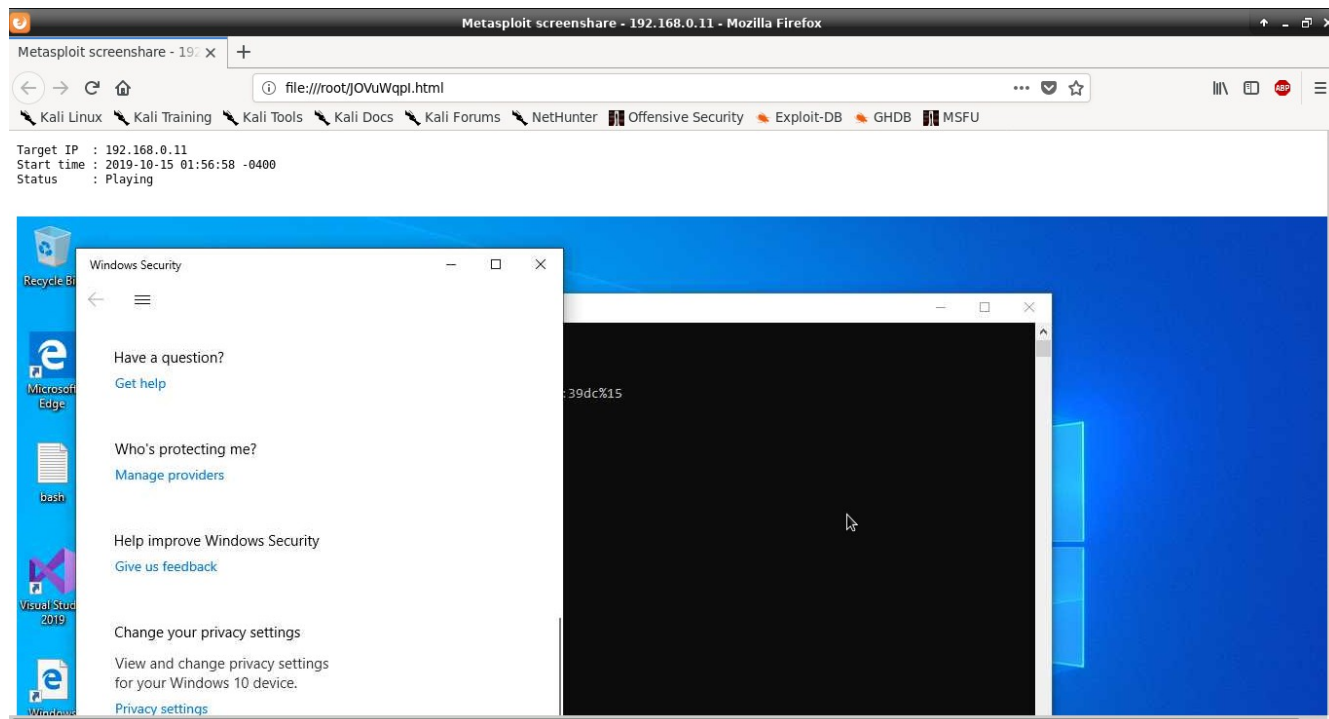 Metasploit screenshare - 192.168.0.11 - Mozilla Firefox
Metasploit screenshare - 192
file:///root/JOVuWqpI.html
ABP
Kali Linux Kali Training Kali Tools Kali Docs Kali Forums NetHunter Offensive Security Exploit-DB GHDB MSFU
Target IP : 192.168.0.11
Start time : 2019-10-15 01:56:58 -0400
Status : Playing
Recycle Bi
Windows Security
Have a question?
Get help
Microsoft
Edge
:39dc%15
Who's protecting me?
Manage providers
bash
Help improve Windows Security
Give us feedback
Visual Stud
2019
Change your privacy settings
View and change privacy settings
for your Windows 10 device.
Privacy settings
Windows